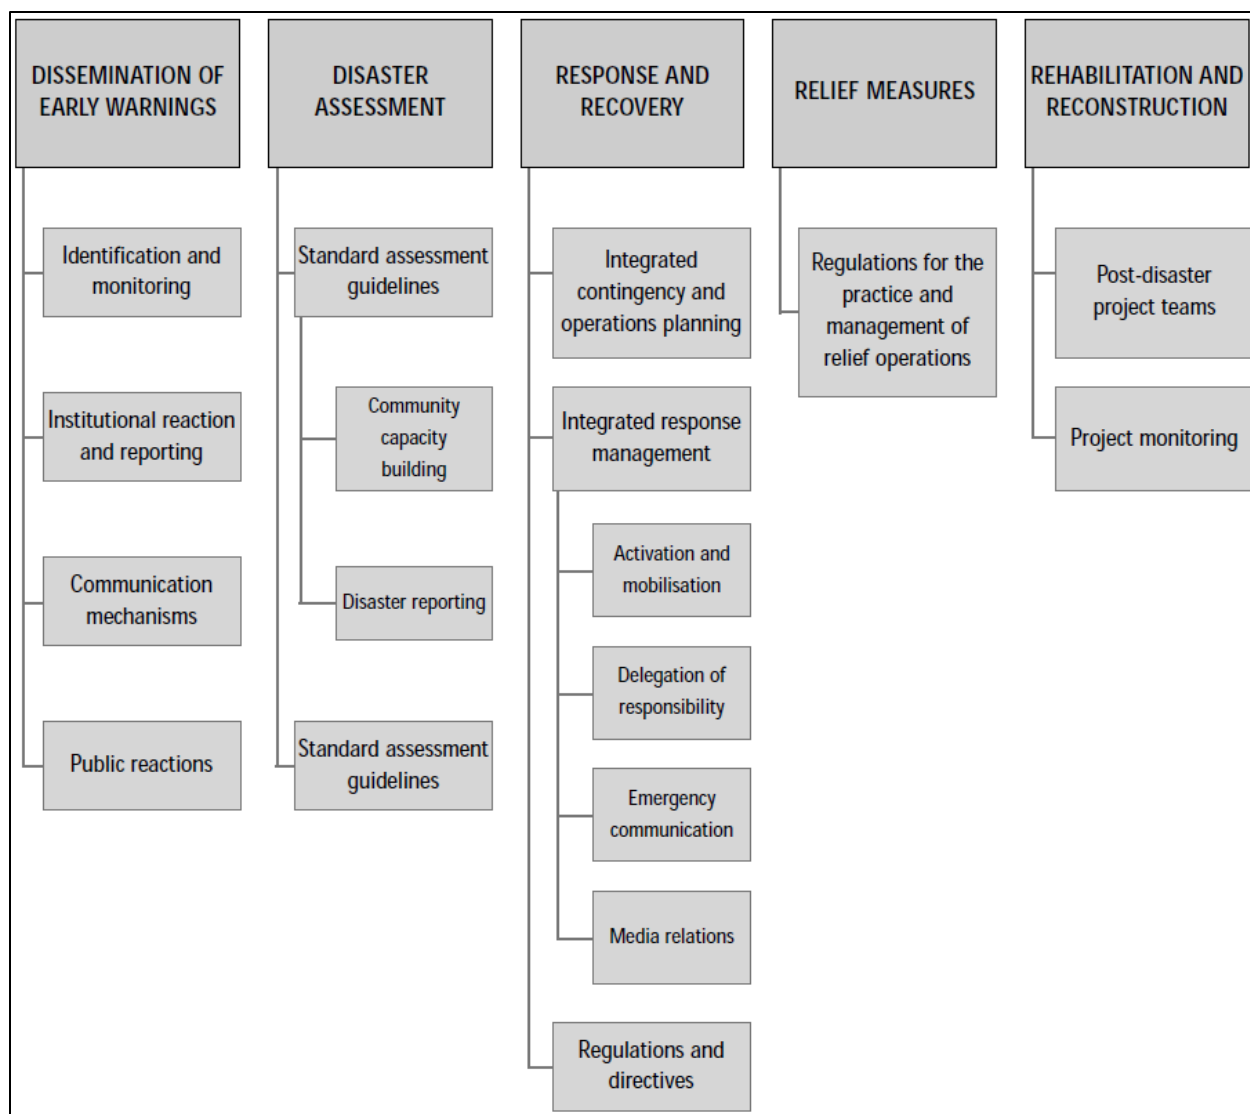 DISSEMINATION OF
EARLY WARNINGS
Identification and
monitoring
Institutional reaction
and reporting
Communication
mechanisms
Public reactions
DISASTER
ASSESSMENT
Standard assessment
guidelines
Community
capacity
building
Disaster reporting
Standard assessment
guidelines
RESPONSE AND
RECOVERY
Integrated
contingency and
operations planning
Integrated response
management
Activation and
mobilisation
Delegation of
responsibility
Emergency
communication
Media relations
Regulations and
directives
RELIEF MEASURES
Regulations for the
practice and
management of
relief operations
REHABILITATION AND
RECONSTRUCTION
Post-disaster
project teams
Project monitoring